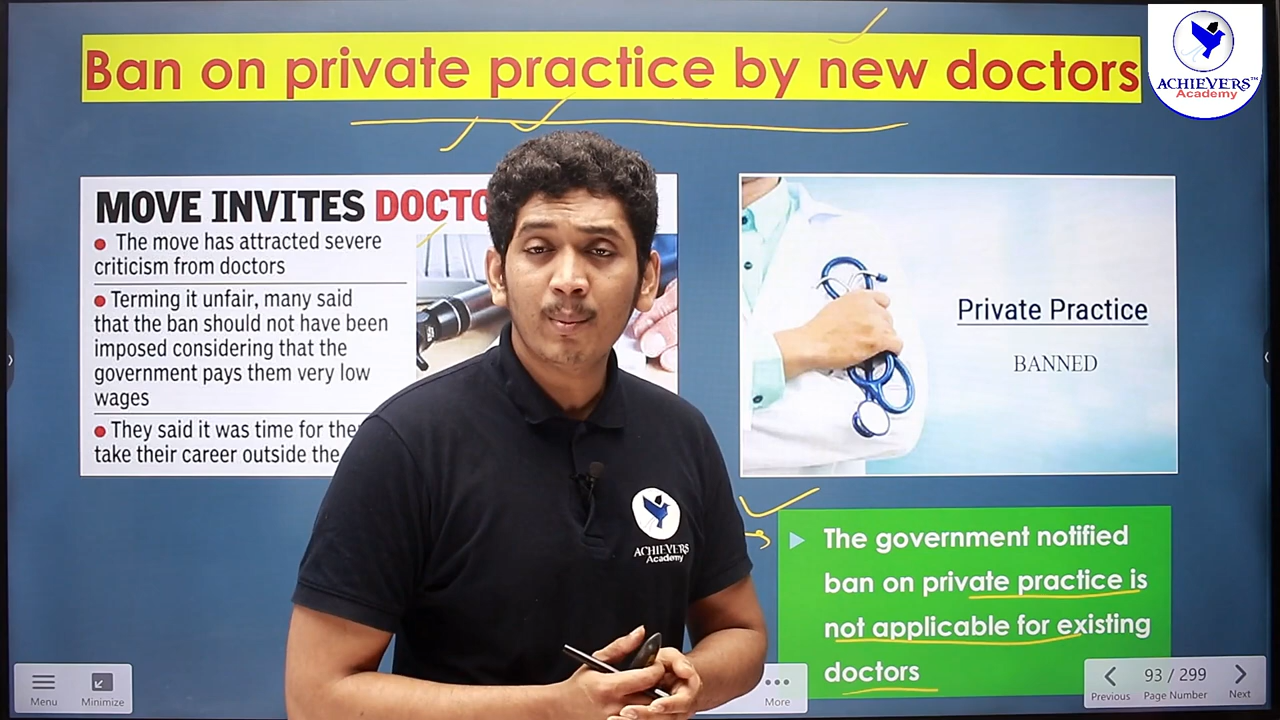 Ban on private practice by new doctors
ACHIEVERS™
Academy
MOVE INVITES
The move has attracted severe
criticism from doctors
Terming it unfair, many said
that the ban should not have been
imposed considering that the
government pays them very low
wages
They said it was time for
take their career outside the
Private Practice
BANNED
The government notified
ban on private practice is
not applicable for existing
doctors
ACHIEVERS
Academy
Menu
Minimize
More
Previous
93 / 299
Page Number
Next